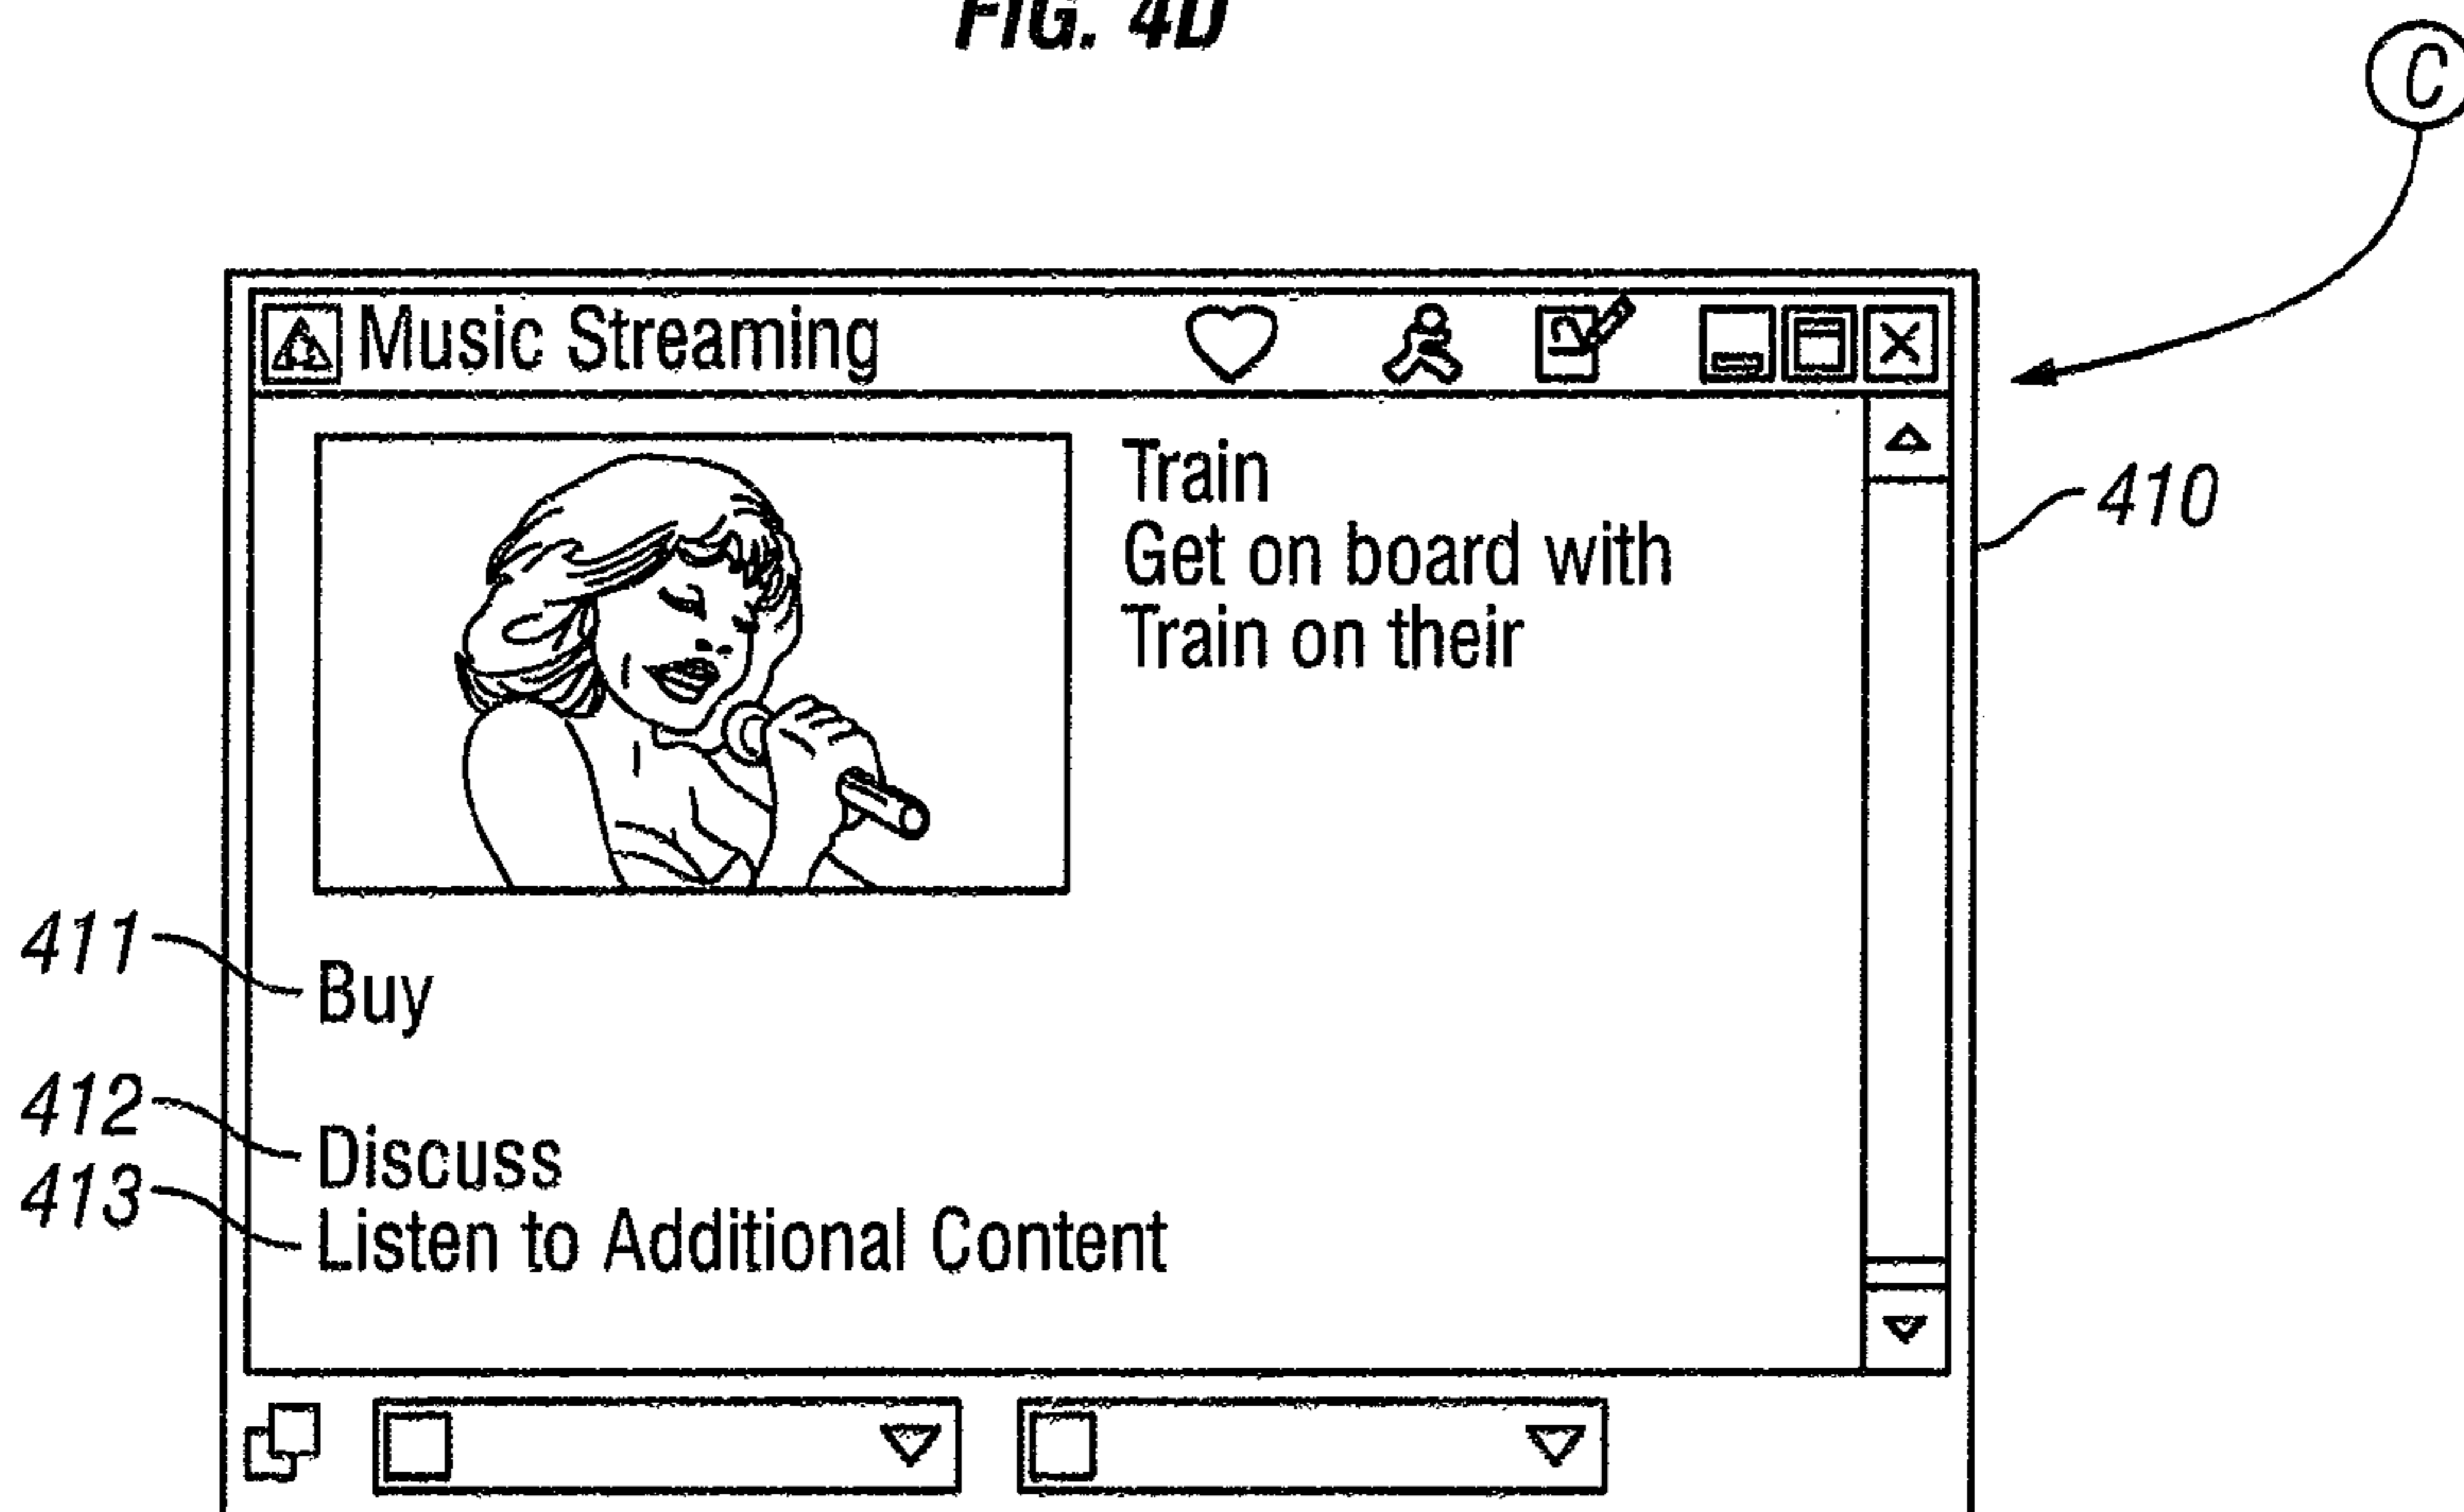 FIG. 4D
C
Music Streaming
Train
Get on board with
Train on their
410
411
Buy
412
Discuss
413
Listen to Additional Content